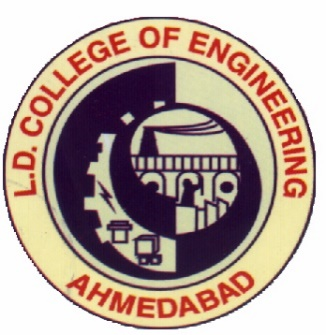 L.D. COLLEGE OF ENGINEERING
AHMEDABAD